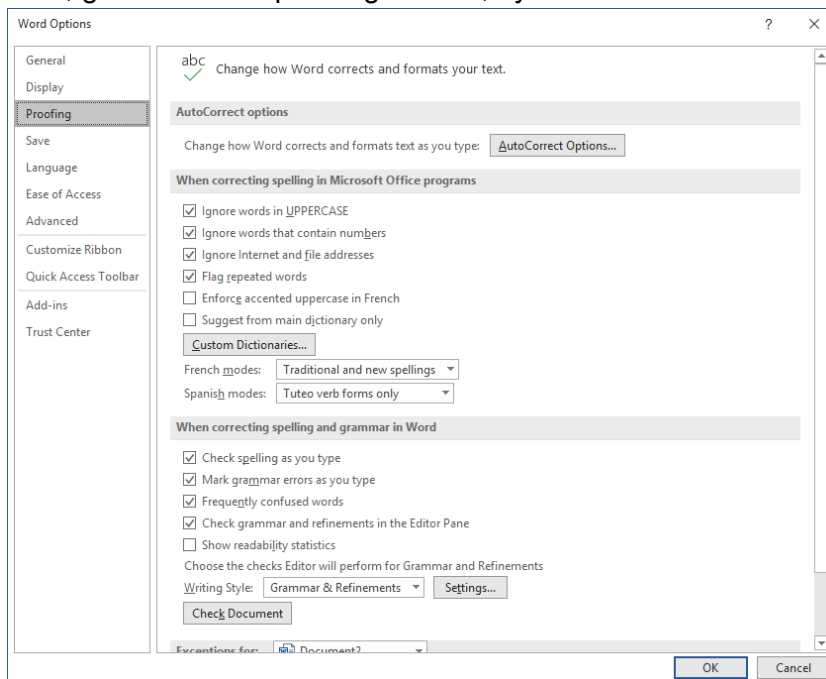 Word Options ? ×
General
Display
Proofing
Save
Language
Ease of Access
Advanced
Customize Ribbon
Quick Access Toolbar
Add-ins
Trust Center
abc
Change how Word corrects and formats your text.
AutoCorrect options
Change how Word corrects and formats text as you type: AutoCorrect Options...
When correcting spelling in Microsoft Office programs
Ignore words in UPPERCASE
Ignore words that contain numbers
Ignore Internet and file addresses
Flag repeated words
Enforce accented uppercase in French
Suggest from main dictionary only
Custom Dictionaries...
French modes: Traditional and new spellings
Spanish modes: Tuteo verb forms only
When correcting spelling and grammar in Word
Check spelling as you type
Mark grammar errors as you type
Frequently confused words
Check grammar and refinements in the Editor Pane
Show readability statistics
Choose the checks Editor will perform for Grammar and Refinements
Writing Style: Grammar & Refinements Settings...
Check Document
Exceptions for: Document2
OK Cancel